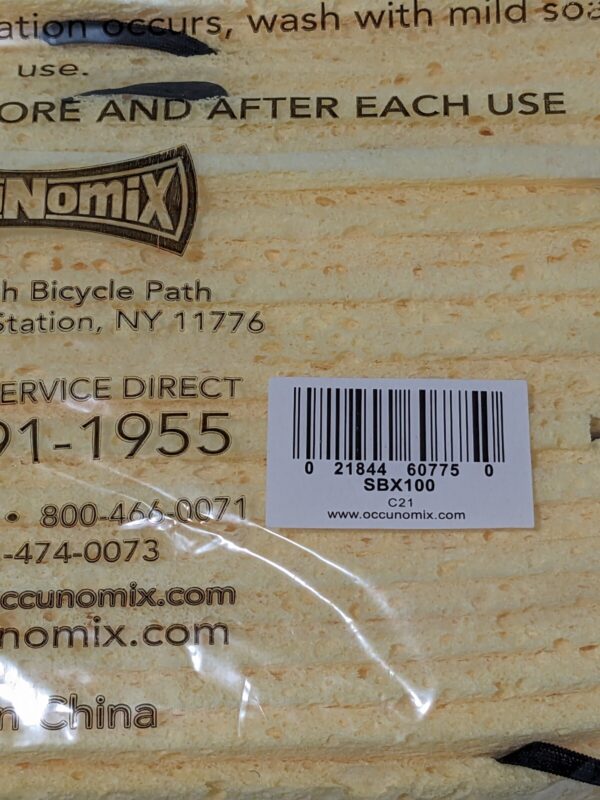 ation occurs, wash with mild soa
use.
ORE AND AFTER EACH USE
NomiX
h Bicycle Path
Station, NY 11776
ERVICE DIRECT
91-1955
• 800-466-0071
-474-0073
ccunomix.com
nomix.com
n China
0 21844 60775 0
SBX100
C21
www.occunomix.com